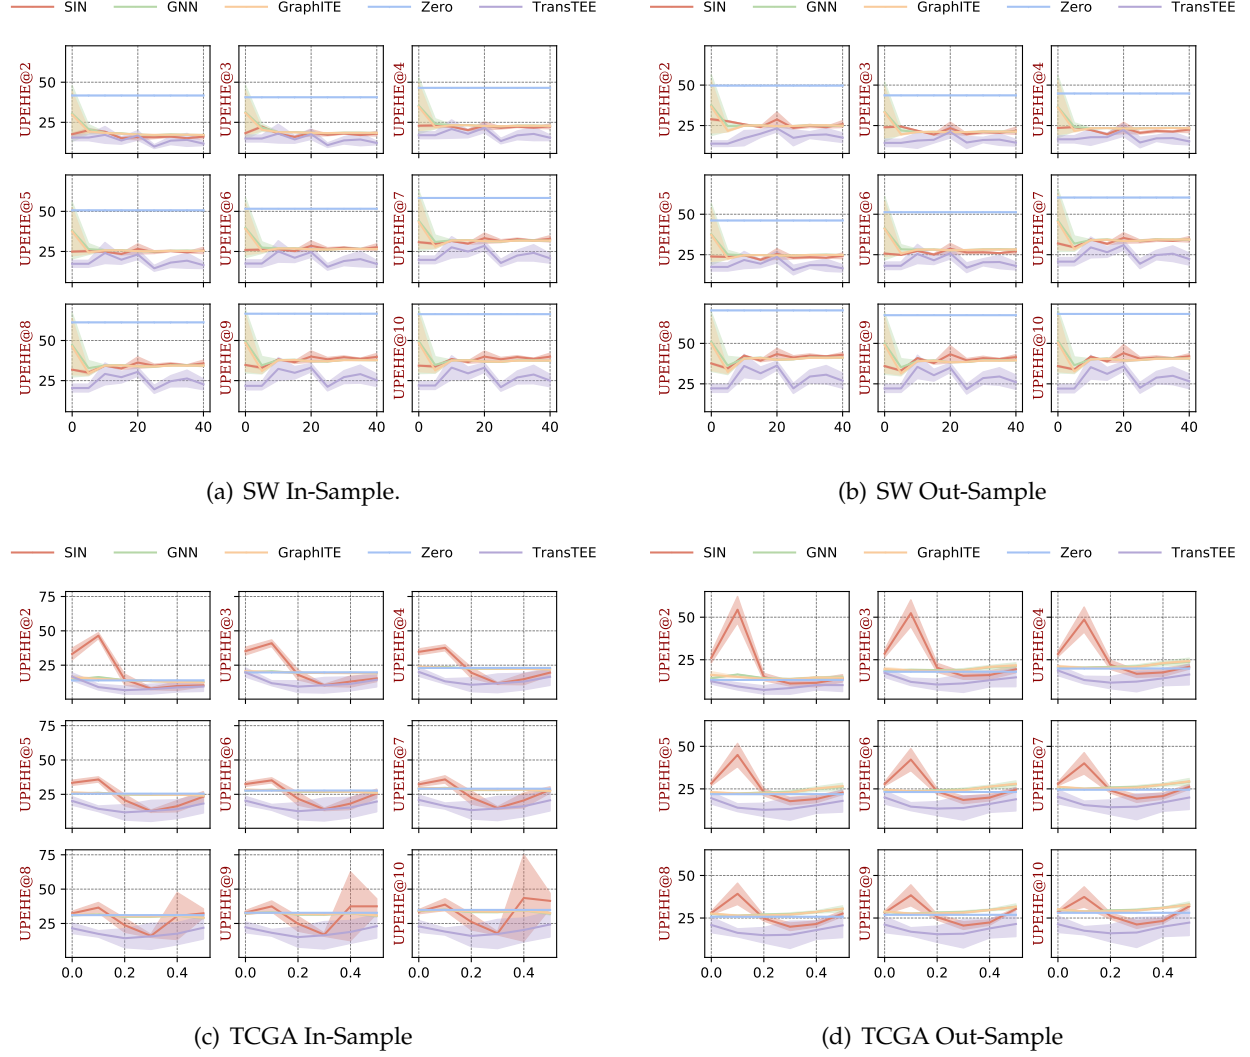 SIN GNN GraphITE Zero TransTEE
SIN GNN GraphITE Zero TransTEE
UPEHE@2 UPEHE@3 UPEHE@4
50
25
UPEHE@5 UPEHE@6 UPEHE@7
50
25
UPEHE@8 UPEHE@9 UPEHE@10
50
25
0 20 40 0 20 40 0 20 40
UPEHE@2 UPEHE@3 UPEHE@4
50
25
UPEHE@5 UPEHE@6 UPEHE@7
50
25
UPEHE@8 UPEHE@9 UPEHE@10
50
25
0 20 40 0 20 40 0 20 40
(a) SW In-Sample.
(b) SW Out-Sample
SIN GNN GraphITE Zero TransTEE
SIN GNN GraphITE Zero TransTEE
UPEHE@2 UPEHE@3 UPEHE@4
75
50
25
UPEHE@5 UPEHE@6 UPEHE@7
75
50
25
UPEHE@8 UPEHE@9 UPEHE@10
75
50
25
0.0 0.2 0.4 0.0 0.2 0.4 0.0 0.2 0.4
UPEHE@2 UPEHE@3 UPEHE@4
50
25
UPEHE@5 UPEHE@6 UPEHE@7
50
25
UPEHE@8 UPEHE@9 UPEHE@10
50
25
0.0 0.2 0.4 0.0 0.2 0.4 0.0 0.2 0.4
(c) TCGA In-Sample
(d) TCGA Out-Sample